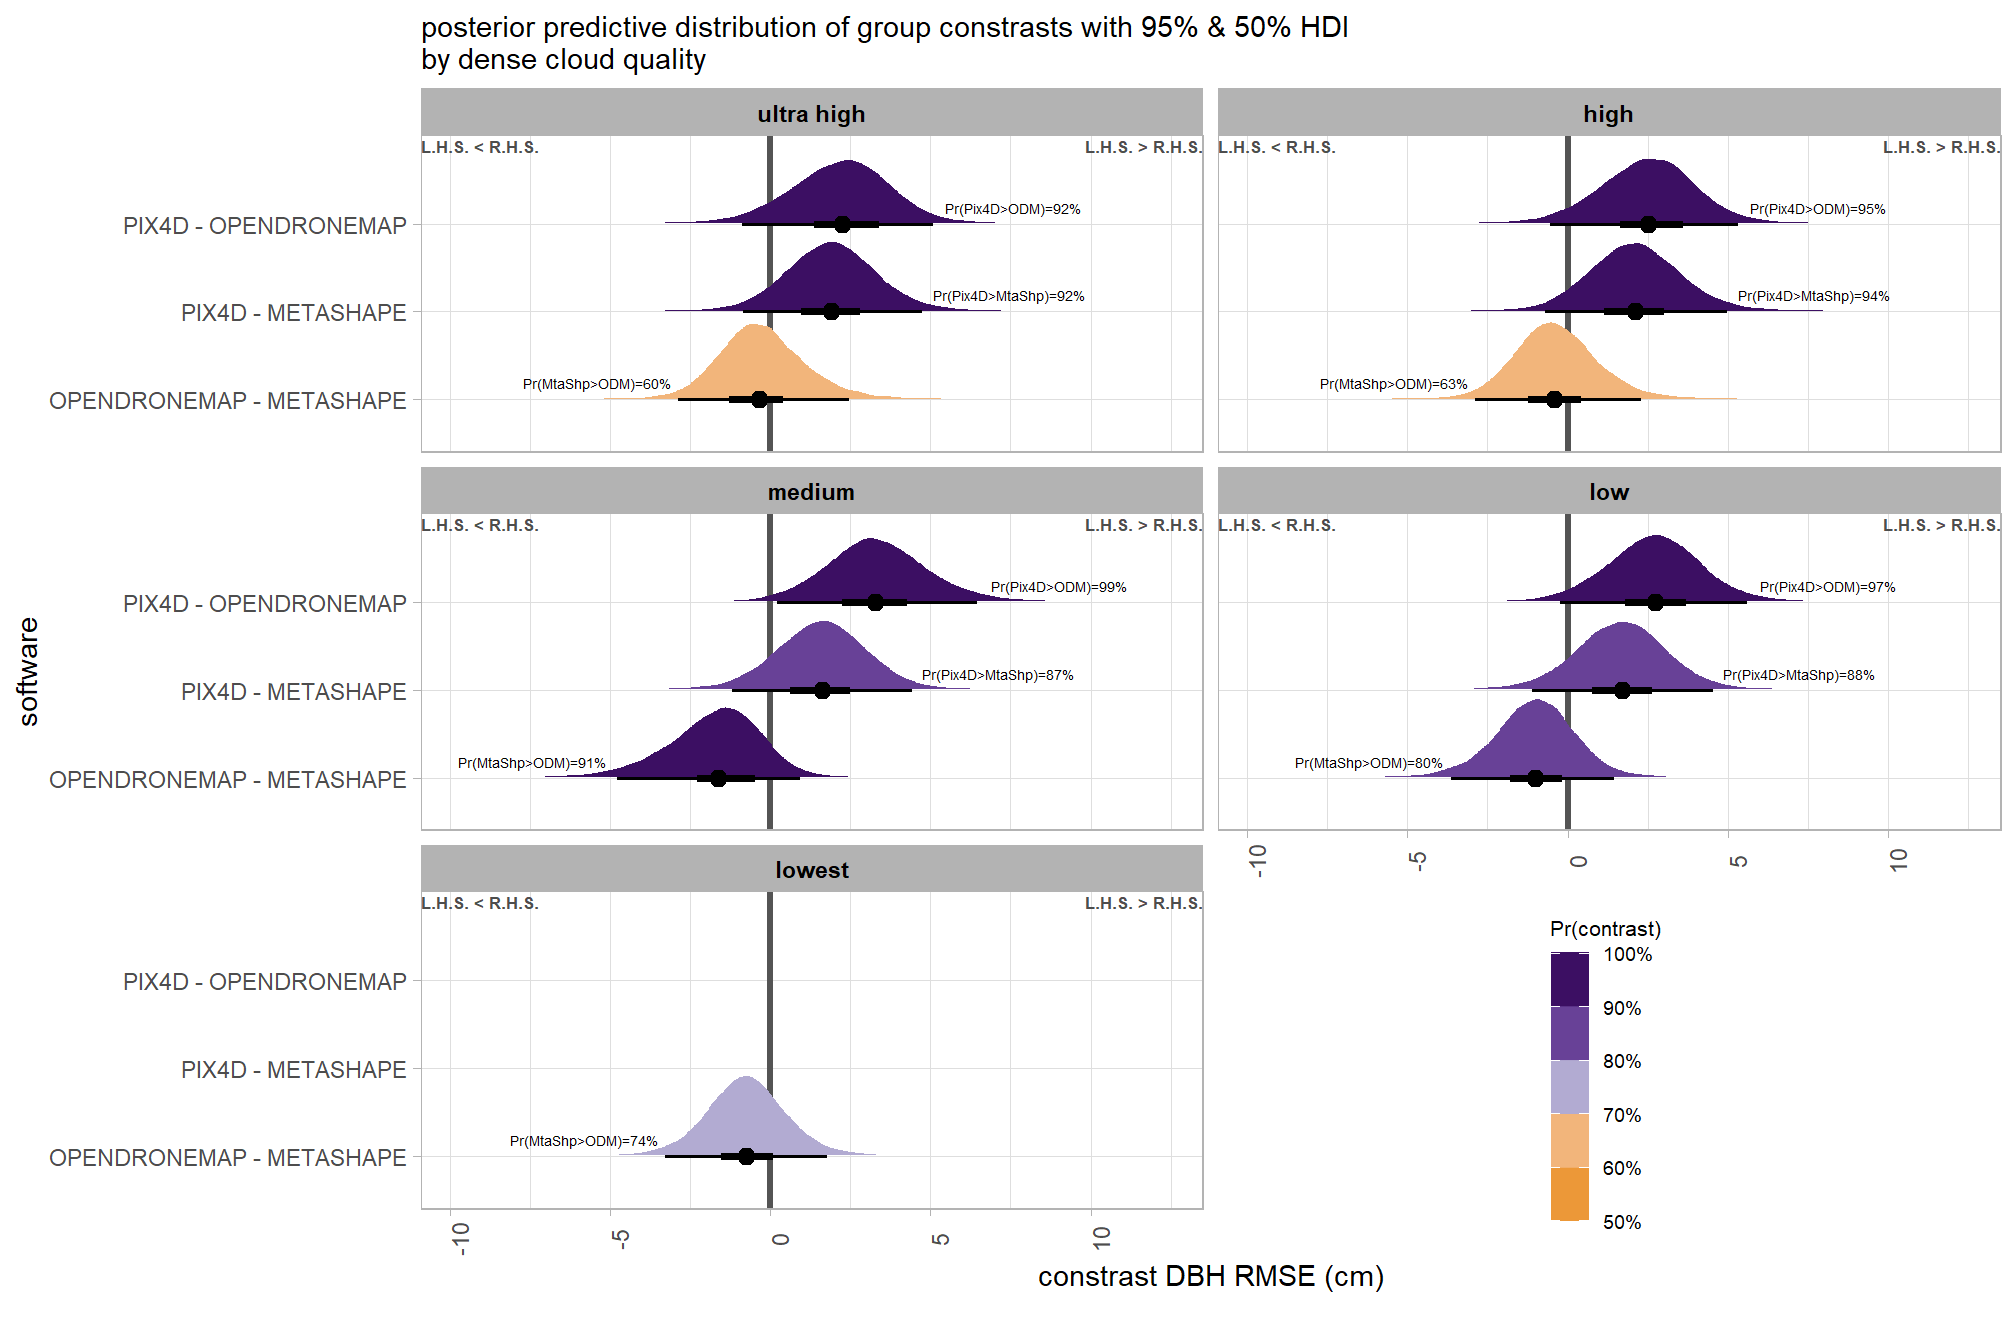 posterior predictive distribution of group constrasts with 95% & 50% HDI
by dense cloud quality
ultra high
high
L.H.S. < R.H.S.
L.H.S. > R.H.S.
L.H.S. < R.H.S.
L.H.S. > R.H.S.
PIX4D - OPENDRONEMAP
Pr(Pix4D>ODM)=92%
Pr(Pix4D>ODM)=95%
PIX4D - METASHAPE
Pr(Pix4D>MtaShp)=92%
Pr(Pix4D>MtaShp)=94%
OPENDRONEMAP - METASHAPE
Pr(MtaShp>ODM)=60%
Pr(MtaShp>ODM)=63%
medium
low
L.H.S. < R.H.S.
L.H.S. > R.H.S.
L.H.S. < R.H.S.
L.H.S. > R.H.S.
PIX4D - OPENDRONEMAP
Pr(Pix4D>ODM)=99%
Pr(Pix4D>ODM)=97%
PIX4D - METASHAPE
Pr(Pix4D>MtaShp)=87%
Pr(Pix4D>MtaShp)=88%
OPENDRONEMAP - METASHAPE
Pr(MtaShp>ODM)=91%
Pr(MtaShp>ODM)=80%
software
-10
-5
0
5
10
lowest
L.H.S. < R.H.S.
L.H.S. > R.H.S.
PIX4D - OPENDRONEMAP
PIX4D - METASHAPE
OPENDRONEMAP - METASHAPE
Pr(MtaShp>ODM)=74%
-10
-5
0
5
10
constrast DBH RMSE (cm)
Pr(contrast)
100%
90%
80%
70%
60%
50%